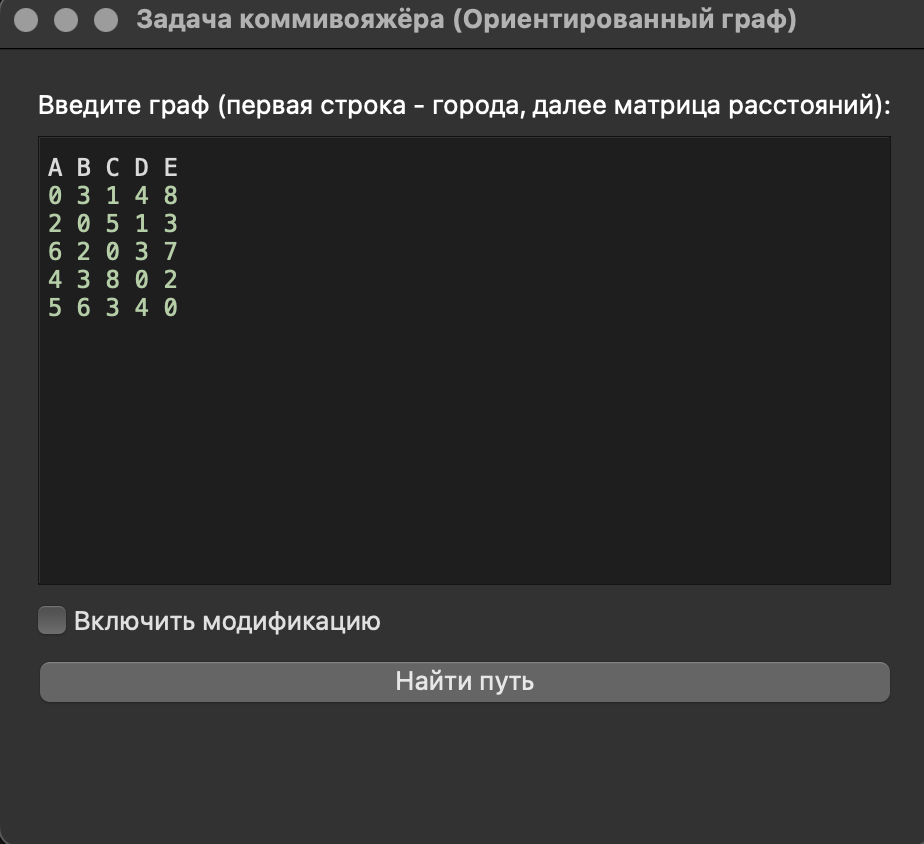 Задача коммивояжёра (Ориентированный граф)
Введите граф (первая строка - города, далее матрица расстояний):
A B C D E
0 3 1 4 8
2 0 5 1 3
6 2 0 3 7
4 3 8 0 2
5 6 3 4 0
Включить модификацию
Найти путь